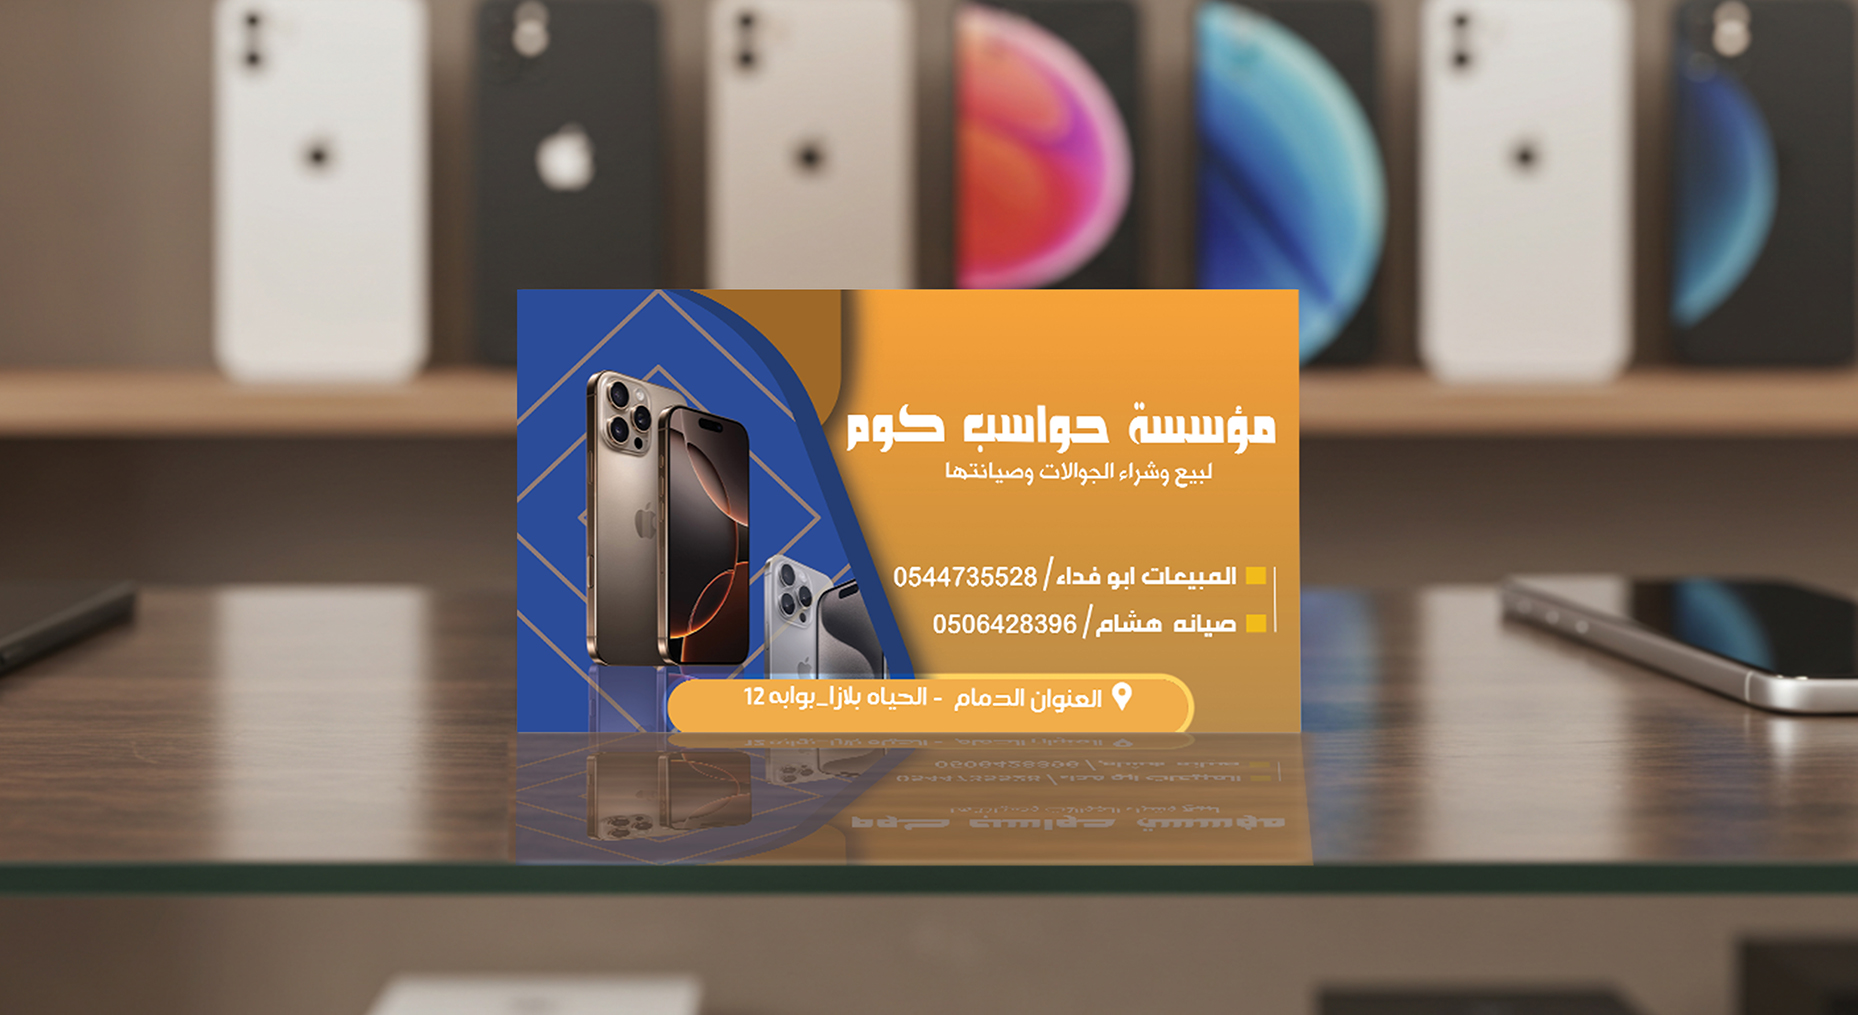 مؤسسة حواسب كوم
لبيع وشراء الجوالات وصيانتها
المبيعات ابو فداء/ 0544735528
صيانه هشام/ 0506428396
العنوان الدمام - الحياه بلازا_بوابه 12